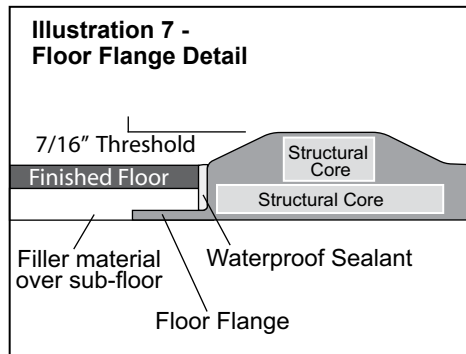 Illustration 7 -
Floor Flange Detail
7/16” Threshold
Structural
Core
Finished Floor
Structural Core
Filler material
over sub-floor
Waterproof Sealant
Floor Flange